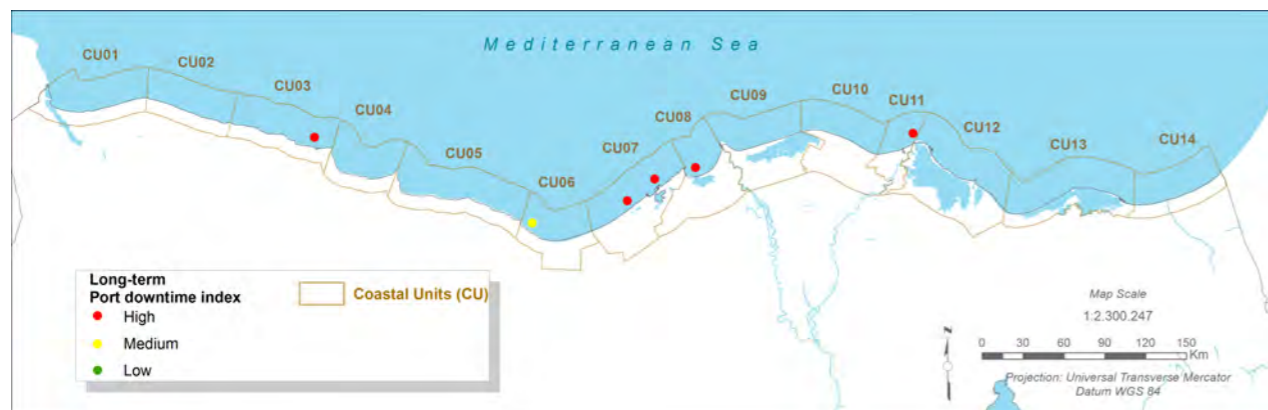 Mediterranean Sea
CU01
CU02
CU03
CU04
CU05
CU06
CU07
CU08
CU09
CU10
CU11
CU12
CU13
CU14
Long-term
Port downtime index
High
Medium
Low
Coastal Units (CU)
N
Map Scale
1:2.300.247
0 30 60 90 120 150
Km
Projection: Universal Transverse Mercator
Datum WGS 84